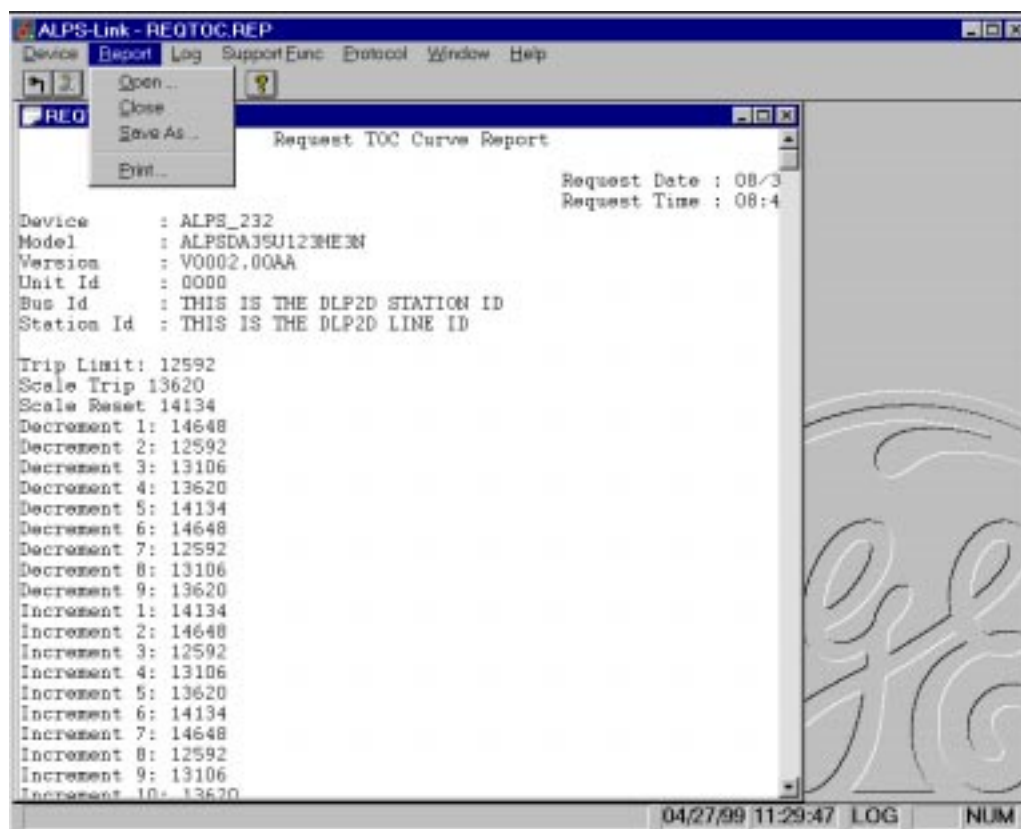 ALPS-Link - REQTOC.REP
Device Report Log Support Func Protocol Window Help
Open ...
Close
Save As ...
Print...
REQ
Request TOC Curve Report
Request Date : 08/3
Request Time : 08:4
Device : ALPS_232
Model : ALPSDA35U123HE3N
Version : V0002.00AA
Unit Id : 0000
Bus Id : THIS IS THE DLP2D STATION ID
Station Id : THIS IS THE DLP2D LINE ID
Trip Limit: 12592
Scale Trip 13620
Scale Reset 14134
Decrement 1: 14648
Decrement 2: 12592
Decrement 3: 13106
Decrement 4: 13620
Decrement 5: 14134
Decrement 6: 14648
Decrement 7: 12592
Decrement 8: 13106
Decrement 9: 13620
Increment 1: 14134
Increment 2: 14648
Increment 3: 12592
Increment 4: 13106
Increment 5: 13620
Increment 6: 14134
Increment 7: 14648
Increment 8: 12592
Increment 9: 13106
Increment 10: 13620
GE
04/27/99 11:29:47 LOG NUM